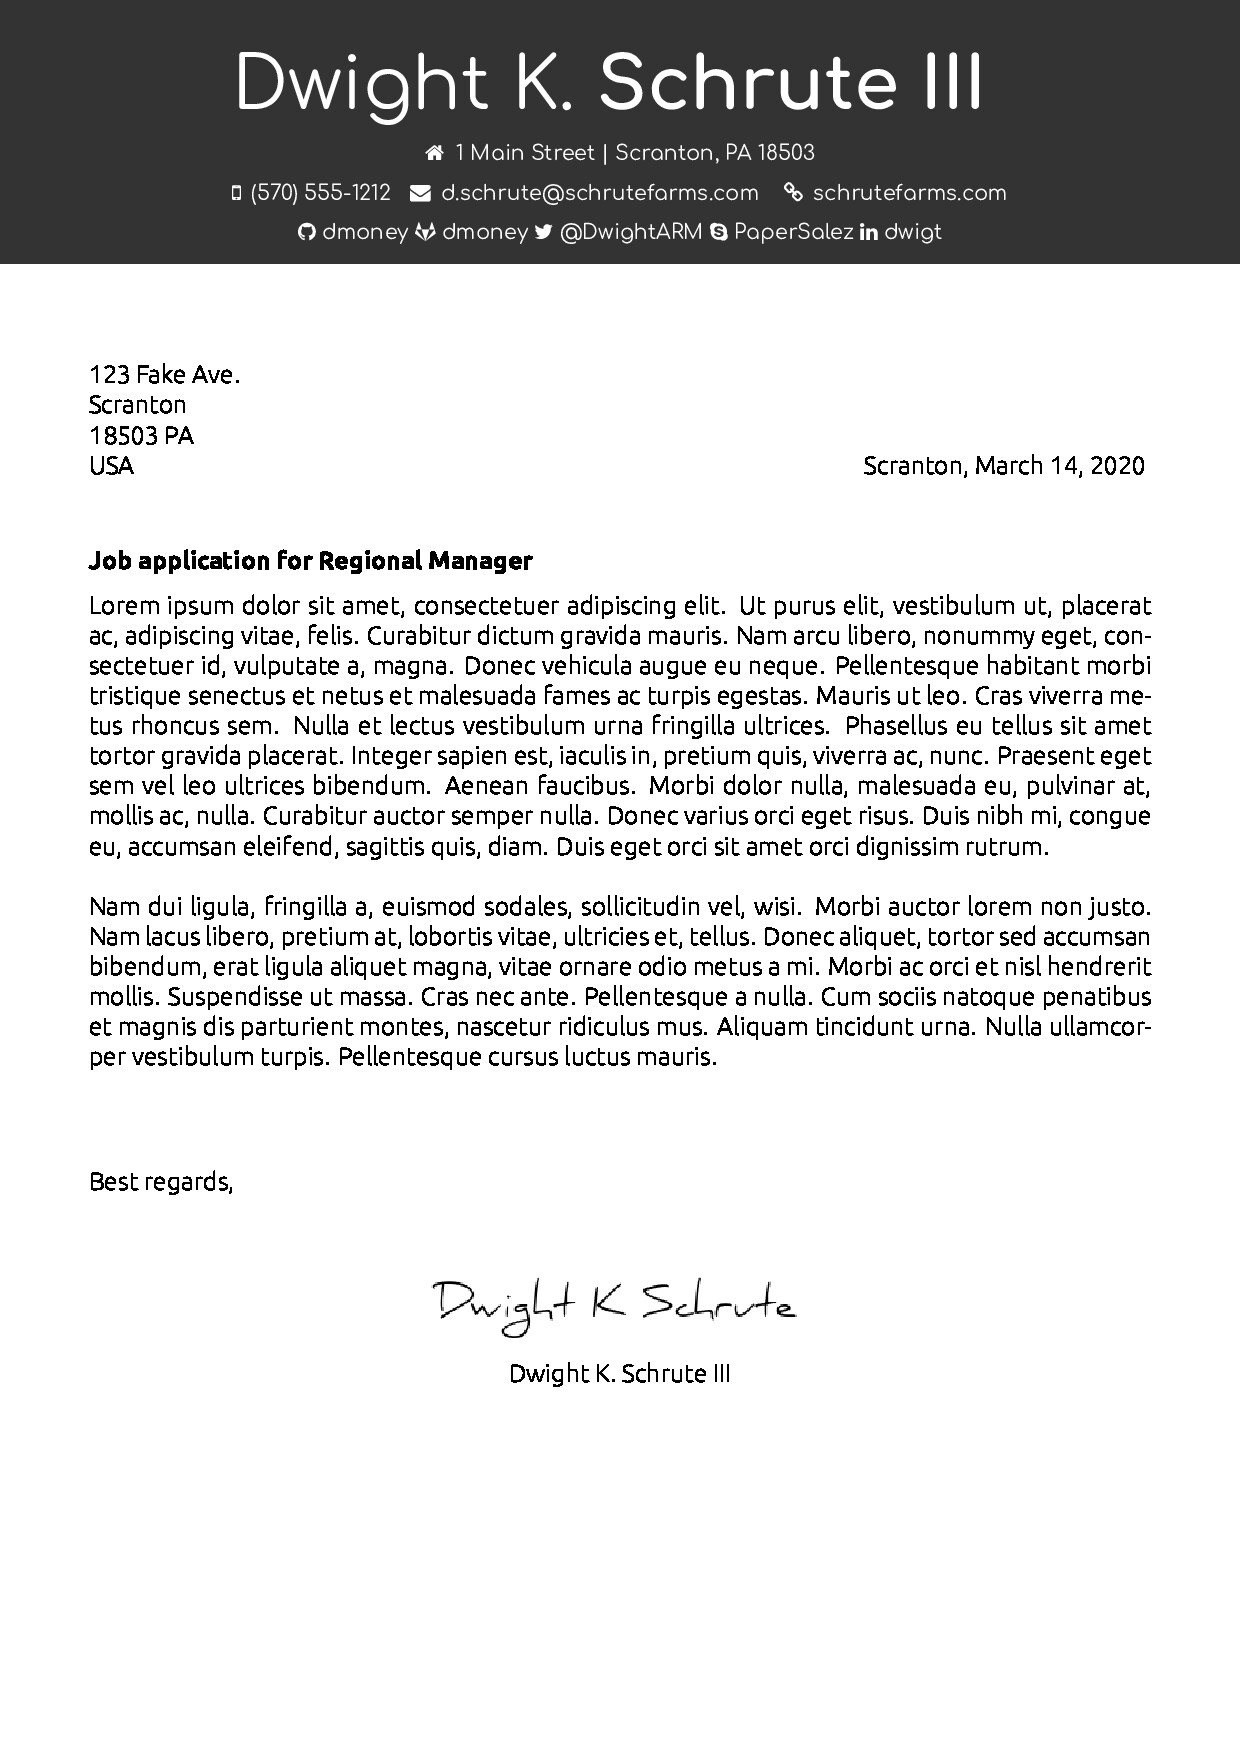 Dwight K. Schrute III
1 Main Street | Scranton, PA 18503
(570) 555-1212 d.schrute@schrutefarms.com schrutefarms.com
dmoney dmoney @DwightARM PaperSalez dwigt
123 Fake Ave.
Scranton
18503 PA
USA Scranton, March 14, 2020
Job application for Regional Manager
Lorem ipsum dolor sit amet, consectetuer adipiscing elit. Ut purus elit, vestibulum ut, placerat
ac, adipiscing vitae, felis. Curabitur dictum gravida mauris. Nam arcu libero, nonummy eget, con-
sectetuer id, vulputate a, magna. Donec vehicula augue eu neque. Pellentesque habitant morbi
tristique senectus et netus et malesuada fames ac turpis egestas. Mauris ut leo. Cras viverra me-
tus rhoncus sem. Nulla et lectus vestibulum urna fringilla ultrices. Phasellus eu tellus sit amet
tortor gravida placerat. Integer sapien est, iaculis in, pretium quis, viverra ac, nunc. Praesent eget
sem vel leo ultrices bibendum. Aenean faucibus. Morbi dolor nulla, malesuada eu, pulvinar at,
mollis ac, nulla. Curabitur auctor semper nulla. Donec varius orci eget risus. Duis nibh mi, congue
eu, accumsan eleifend, sagittis quis, diam. Duis eget orci sit amet orci dignissim rutrum.
Nam dui ligula, fringilla a, euismod sodales, sollicitudin vel, wisi. Morbi auctor lorem non justo.
Nam lacus libero, pretium at, lobortis vitae, ultricies et, tellus. Donec aliquet, tortor sed accumsan
bibendum, erat ligula aliquet magna, vitae ornare odio metus a mi. Morbi ac orci et nisl hendrerit
mollis. Suspendisse ut massa. Cras nec ante. Pellentesque a nulla. Cum sociis natoque penatibus
et magnis dis parturient montes, nascetur ridiculus mus. Aliquam tincidunt urna. Nulla ullamcor-
per vestibulum turpis. Pellentesque cursus luctus mauris.
Best regards,
Dwight K Schrute
Dwight K. Schrute III